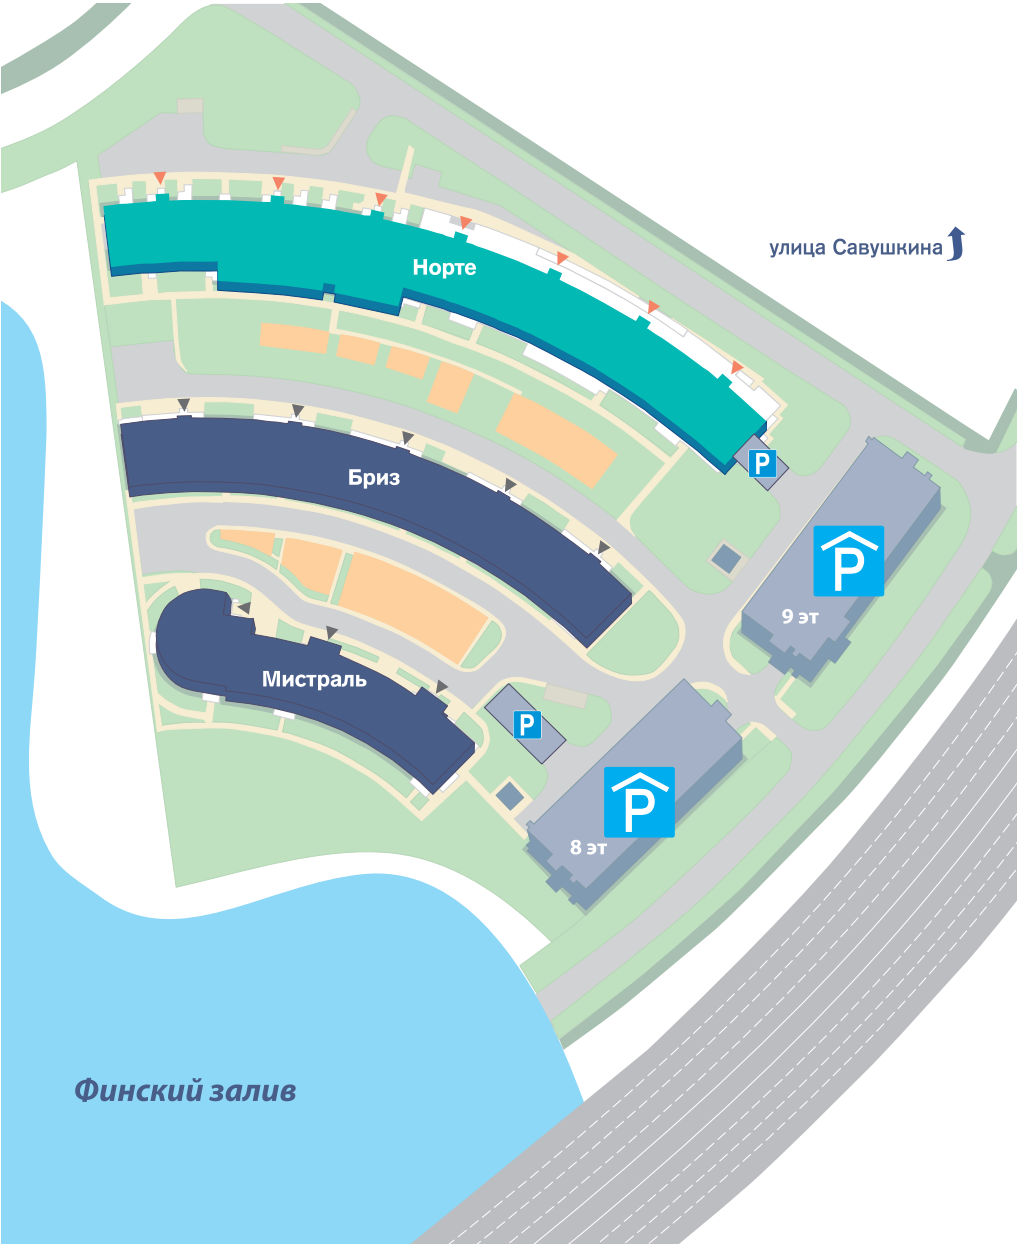 улица Савушкина
Норте
P
Бриз
P
9 эт
Мистраль
P
P
8 эт
Финский залив